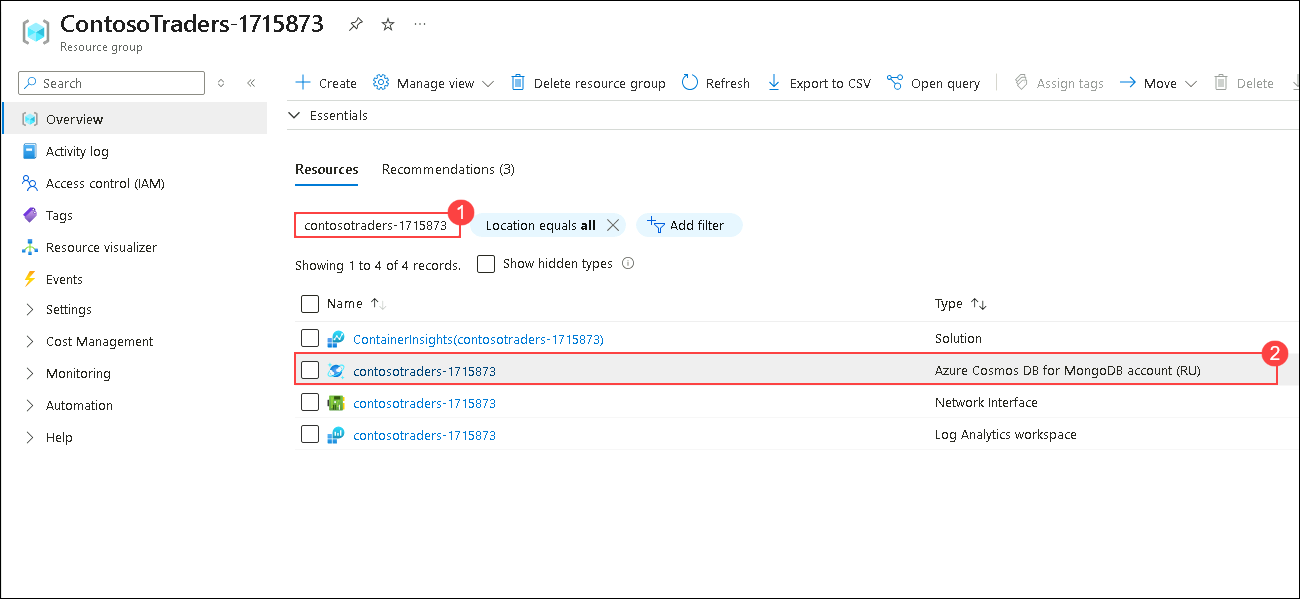 ContosoTraders-1715873
Resource group
Search
Create Manage view Delete resource group Refresh Export to CSV Open query Assign tags Move Delete
Essentials
Overview
Activity log
Access control (IAM)
Tags
Resource visualizer
Events
Settings
Cost Management
Monitoring
Automation
Help
Resources Recommendations (3)
contosotraders-1715873 1 Location equals all Add filter
Showing 1 to 4 of 4 records. Show hidden types
Name Type
ContainerInsights(contosotraders-1715873) Solution
contosotraders-1715873 Azure Cosmos DB for MongoDB account (RU) 2
contosotraders-1715873 Network Interface
contosotraders-1715873 Log Analytics workspace